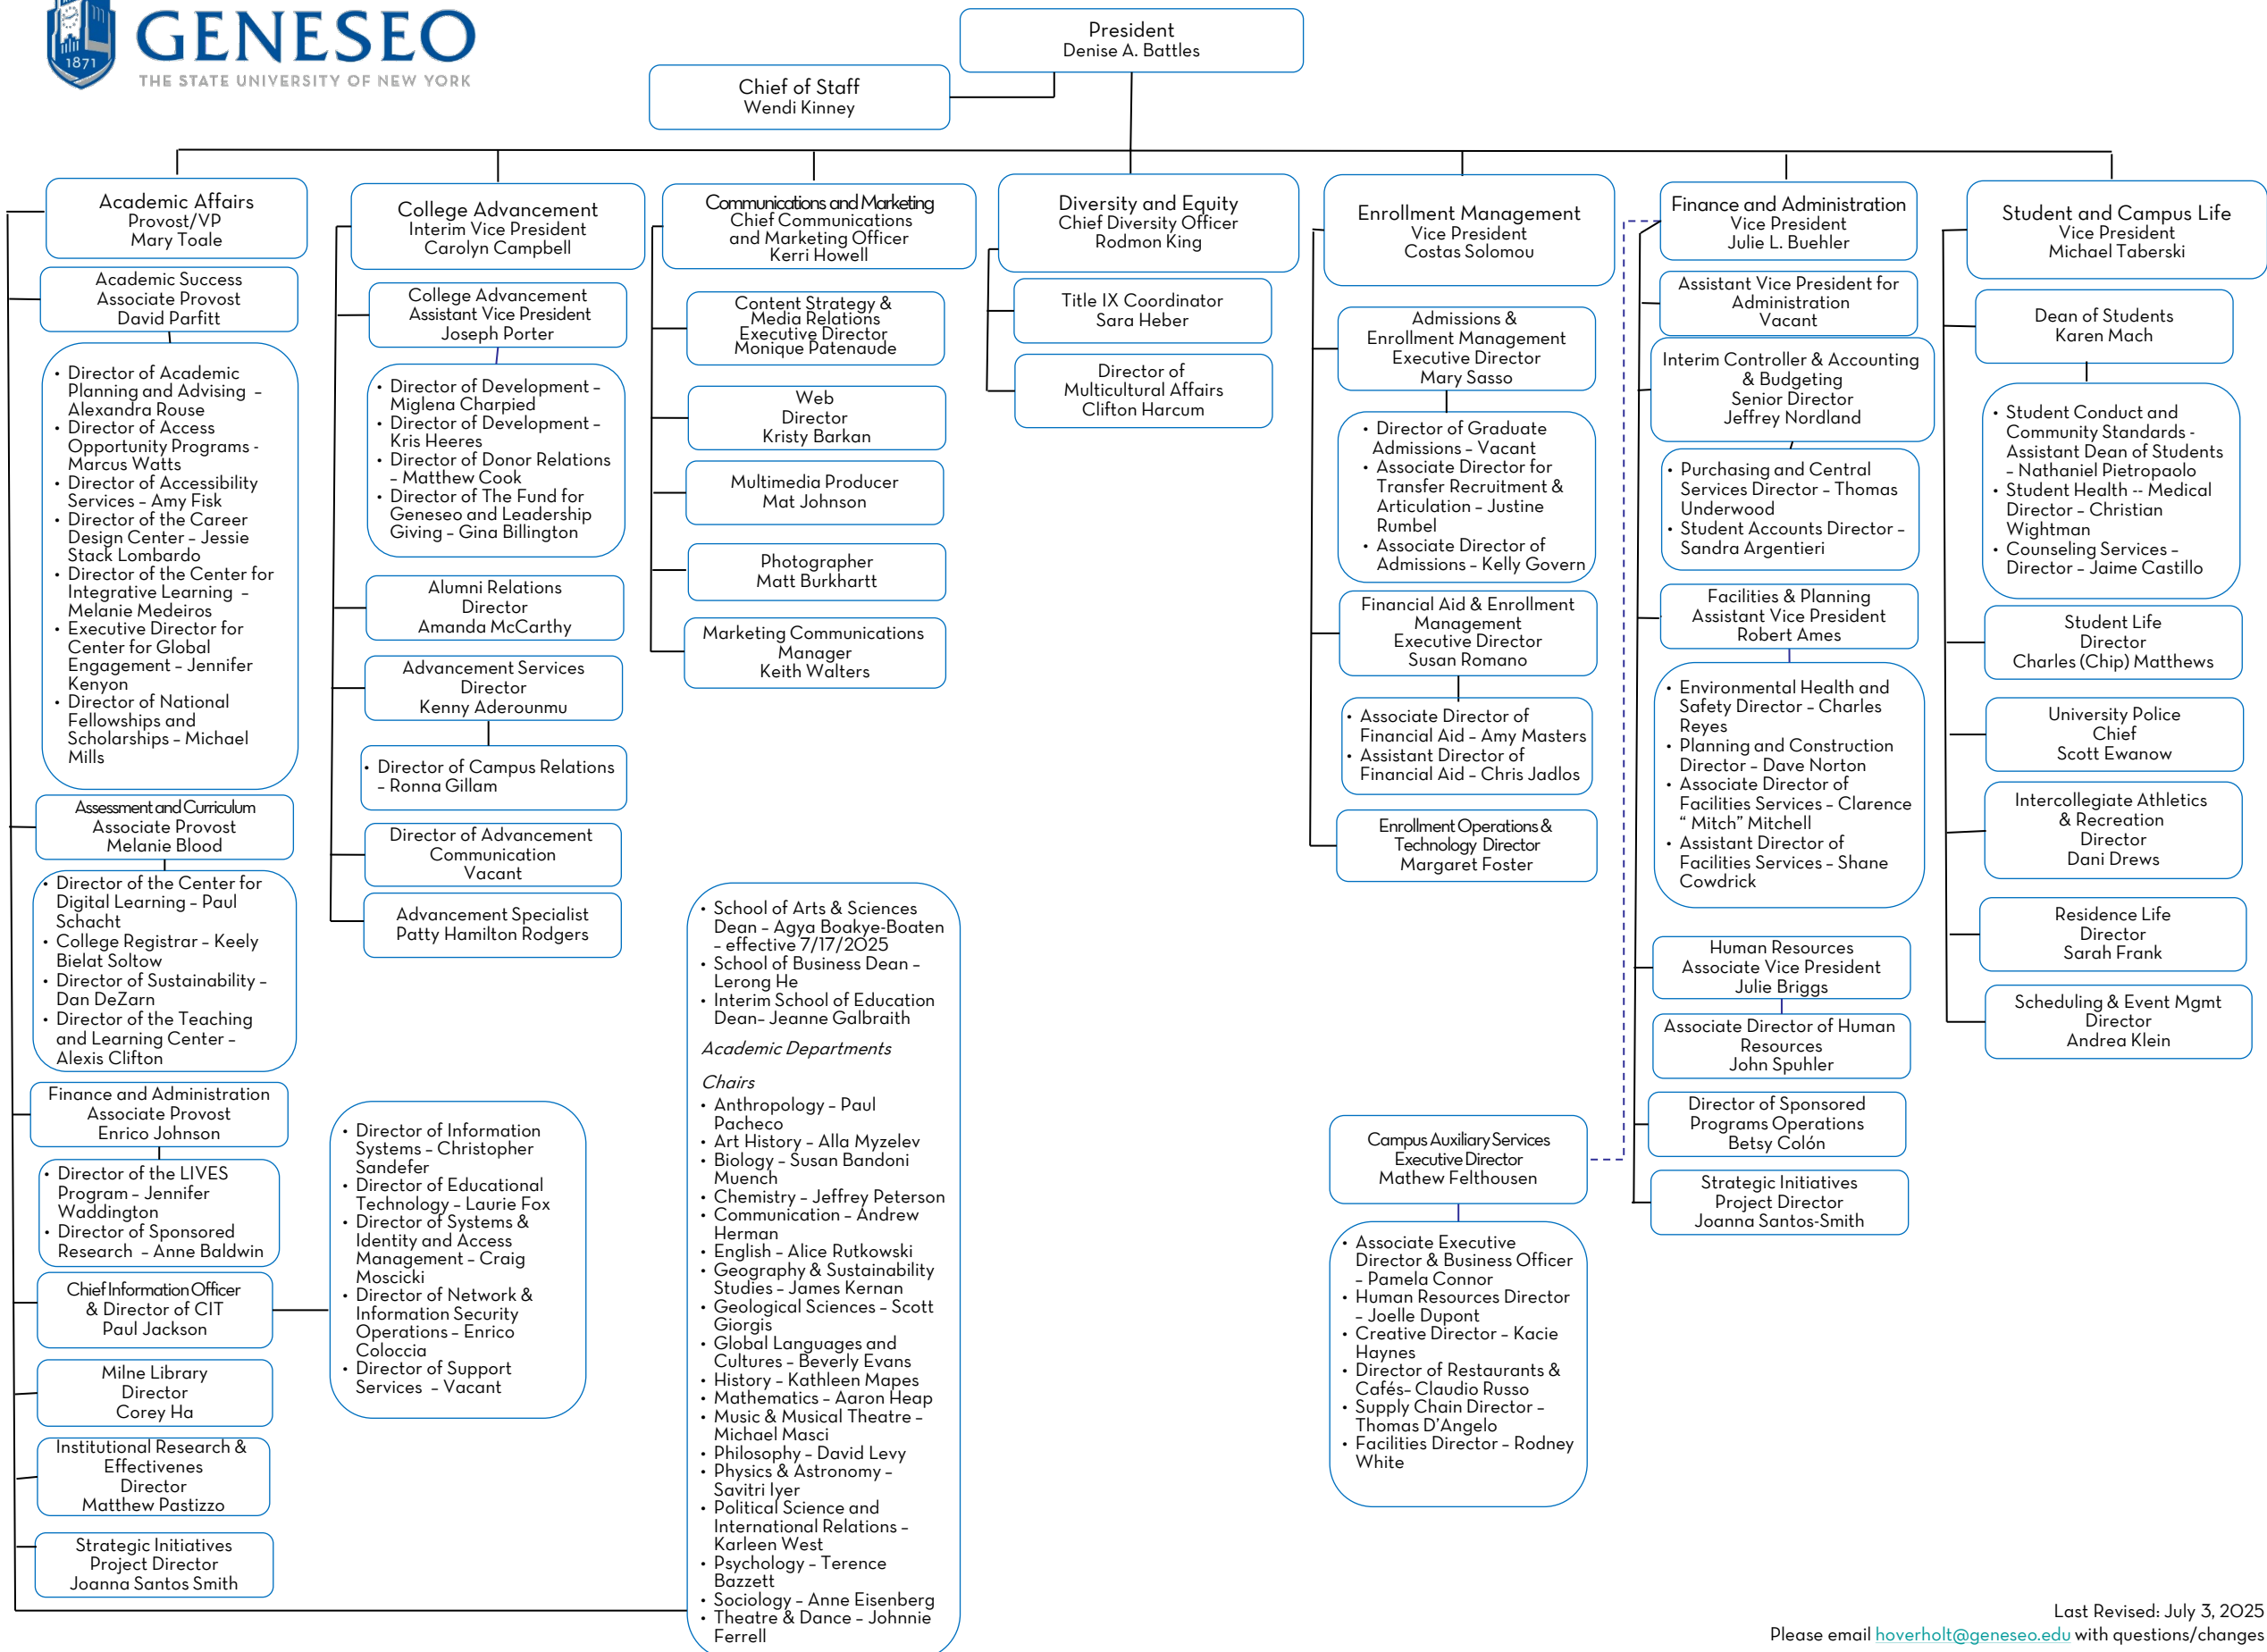 1871
GENESEO
THE STATE UNIVERSITY OF NEW YORK
President
Denise A. Battles
Chief of Staff
Wendi Kinney
Academic Affairs
Provost/VP
Mary Toale
Academic Success
Associate Provost
David Parfitt
• Director of Academic
Planning and Advising –
Alexandra Rouse
• Director of Access
Opportunity Programs -
Marcus Watts
• Director of Accessibility
Services – Amy Fisk
• Director of the Career
Design Center – Jessie
Stack Lombardo
• Director of the Center for
Integrative Learning –
Melanie Medeiros
• Executive Director for
Center for Global
Engagement – Jennifer
Kenyon
• Director of National
Fellowships and
Scholarships – Michael
Mills
Assessment and Curriculum
Associate Provost
Melanie Blood
• Director of the Center for
Digital Learning – Paul
Schacht
• College Registrar – Keely
Bielat Soltow
• Director of Sustainability –
Dan DeZarn
• Director of the Teaching
and Learning Center –
Alexis Clifton
Finance and Administration
Associate Provost
Enrico Johnson
• Director of the LIVES
Program – Jennifer
Waddington
• Director of Sponsored
Research – Anne Baldwin
Chief Information Officer
& Director of CIT
Paul Jackson
• Director of Information
Systems – Christopher
Sandefer
• Director of Educational
Technology – Laurie Fox
• Director of Systems &
Identity and Access
Management – Craig
Moscicki
• Director of Network &
Information Security
Operations – Enrico
Coloccia
• Director of Support
Services – Vacant
Milne Library
Director
Corey Ha
Institutional Research &
Effectivenes
Director
Matthew Pastizzo
Strategic Initiatives
Project Director
Joanna Santos Smith
• School of Arts & Sciences
Dean – Agya Boakye-Boaten
– effective 7/17/2025
• School of Business Dean –
Lerong He
• Interim School of Education
Dean– Jeanne Galbraith
Academic Departments
Chairs
• Anthropology – Paul
Pacheco
• Art History – Alla Myzelev
• Biology – Susan Bandoni
Muench
• Chemistry – Jeffrey Peterson
• Communication – Andrew
Herman
• English – Alice Rutkowski
• Geography & Sustainability
Studies – James Kernan
• Geological Sciences – Scott
Giorgis
• Global Languages and
Cultures – Beverly Evans
• History – Kathleen Mapes
• Mathematics – Aaron Heap
• Music & Musical Theatre –
Michael Masci
• Philosophy – David Levy
• Physics & Astronomy –
Savitri Iyer
• Political Science and
International Relations –
Karleen West
• Psychology – Terence
Bazzett
• Sociology – Anne Eisenberg
• Theatre & Dance – Johnnie
Ferrell
College Advancement
Interim Vice President
Carolyn Campbell
College Advancement
Assistant Vice President
Joseph Porter
• Director of Development –
Miglena Charpied
• Director of Development –
Kris Heeres
• Director of Donor Relations
– Matthew Cook
• Director of The Fund for
Geneseo and Leadership
Giving – Gina Billington
Alumni Relations
Director
Amanda McCarthy
Advancement Services
Director
Kenny Aderounmu
• Director of Campus Relations
– Ronna Gillam
Director of Advancement
Communication
Vacant
Advancement Specialist
Patty Hamilton Rodgers
Communications and Marketing
Chief Communications
and Marketing Officer
Kerri Howell
Content Strategy &
Media Relations
Executive Director
Monique Patenaude
Web
Director
Kristy Barkan
Multimedia Producer
Mat Johnson
Photographer
Matt Burkhartt
Marketing Communications
Manager
Keith Walters
Diversity and Equity
Chief Diversity Officer
Rodmon King
Title IX Coordinator
Sara Heber
Director of
Multicultural Affairs
Clifton Harcum
Enrollment Management
Vice President
Costas Solomou
Admissions &
Enrollment Management
Executive Director
Mary Sasso
• Director of Graduate
Admissions – Vacant
• Associate Director for
Transfer Recruitment &
Articulation – Justine
Rumbel
• Associate Director of
Admissions – Kelly Govern
Financial Aid & Enrollment
Management
Executive Director
Susan Romano
• Associate Director of
Financial Aid – Amy Masters
• Assistant Director of
Financial Aid – Chris Jadlos
Enrollment Operations &
Technology Director
Margaret Foster
Finance and Administration
Vice President
Julie L. Buehler
Assistant Vice President for
Administration
Vacant
Interim Controller & Accounting
& Budgeting
Senior Director
Jeffrey Nordland
• Purchasing and Central
Services Director – Thomas
Underwood
• Student Accounts Director –
Sandra Argentieri
Facilities & Planning
Assistant Vice President
Robert Ames
• Environmental Health and
Safety Director – Charles
Reyes
• Planning and Construction
Director – Dave Norton
• Associate Director of
Facilities Services – Clarence
“ Mitch” Mitchell
• Assistant Director of
Facilities Services – Shane
Cowdrick
Human Resources
Associate Vice President
Julie Briggs
Associate Director of Human
Resources
John Spuhler
Director of Sponsored
Programs Operations
Betsy Colón
Strategic Initiatives
Project Director
Joanna Santos-Smith
Campus Auxiliary Services
Executive Director
Mathew Felthousen
• Associate Executive
Director & Business Officer
– Pamela Connor
• Human Resources Director
– Joelle Dupont
• Creative Director – Kacie
Haynes
• Director of Restaurants &
Cafés– Claudio Russo
• Supply Chain Director –
Thomas D’Angelo
• Facilities Director – Rodney
White
Student and Campus Life
Vice President
Michael Taberski
Dean of Students
Karen Mach
• Student Conduct and
Community Standards -
Assistant Dean of Students
– Nathaniel Pietropaolo
• Student Health -- Medical
Director – Christian
Wightman
• Counseling Services –
Director – Jaime Castillo
Student Life
Director
Charles (Chip) Matthews
University Police
Chief
Scott Ewanow
Intercollegiate Athletics
& Recreation
Director
Dani Drews
Residence Life
Director
Sarah Frank
Scheduling & Event Mgmt
Director
Andrea Klein
Last Revised: July 3, 2025
Please email hoverholt@geneseo.edu with questions/changes